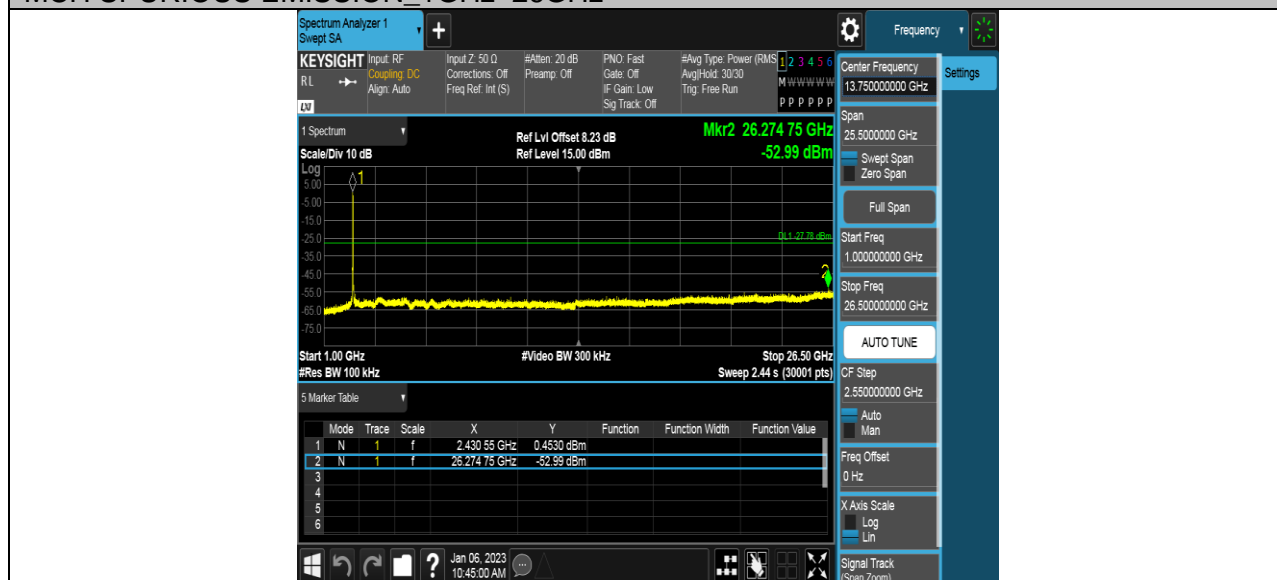 Spectrum Analyzer 1
Swept SA
+
Frequency
KEYSIGHT Input: RF Input Z: 50 Ω #Atten: 20 dB PNO: Fast #Avg Type: Power (RMS 1 2 3 4 5 6
RL Coupling: DC Corrections: Off Preamp: Off Gate: Off Avg|Hold: 30/30 M W W W W W
Align: Auto Freq Ref: Int (S) IF Gain: Low Trig: Free Run
LXI Sig Track: Off P P P P P P
Center Frequency
13.750000000 GHz
Settings
Span
25.5000000 GHz
Swept Span
Zero Span
Full Span
Start Freq
1.000000000 GHz
Stop Freq
26.500000000 GHz
AUTO TUNE
CF Step
2.550000000 GHz
Auto
Man
Freq Offset
0 Hz
X Axis Scale
Log
Lin
Signal Track
(Span Zoom)
1 Spectrum Ref Lvl Offset 8.23 dB Mkr2 26.274 75 GHz
Scale/Div 10 dB Ref Level 15.00 dBm -52.99 dBm
Log
5.00
-5.00
-15.0
-25.0
-35.0
-45.0
-55.0
-65.0
-75.0
1
DL1 -27.78 dBm
2
Start 1.00 GHz #Video BW 300 kHz Stop 26.50 GHz
#Res BW 100 kHz Sweep 2.44 s (30001 pts)
5 Marker Table
Mode Trace Scale X Y Function Function Width Function Value
1 N 1 f 2.430 55 GHz 0.4530 dBm
2 N 1 f 26.274 75 GHz -52.99 dBm
3
4
5
6
? Jan 06, 2023
10:45:00 AM